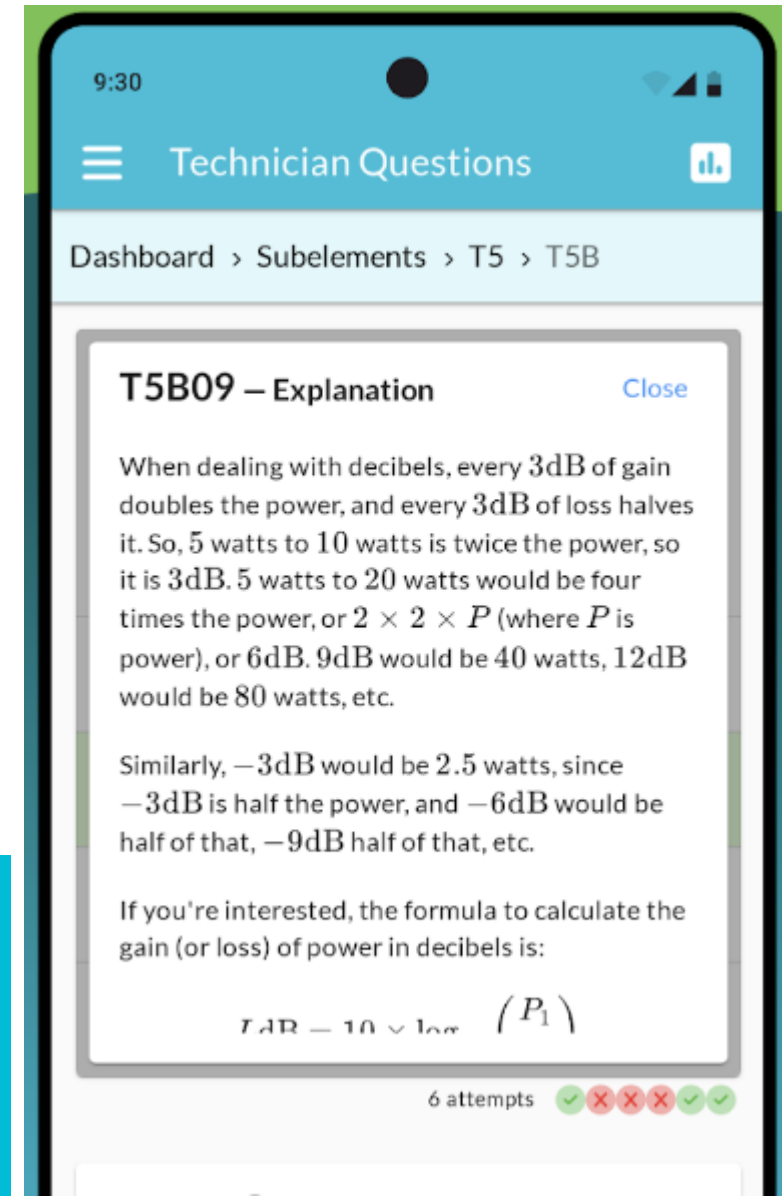 9:30
Technician Questions
Dashboard > Subelements > T5 > T5B
T5B09 – Explanation
Close
When dealing with decibels, every 3dB of gain
doubles the power, and every 3dB of loss halves
it. So, 5 watts to 10 watts is twice the power, so
it is 3dB. 5 watts to 20 watts would be four
times the power, or 2 × 2 × P (where P is
power), or 6dB. 9dB would be 40 watts, 12dB
would be 80 watts, etc.
Similarly, −3dB would be 2.5 watts, since
−3dB is half the power, and −6dB would be
half of that, −9dB half of that, etc.
If you're interested, the formula to calculate the
gain (or loss) of power in decibels is:
dB = 10 × log (P₁)
6 attempts